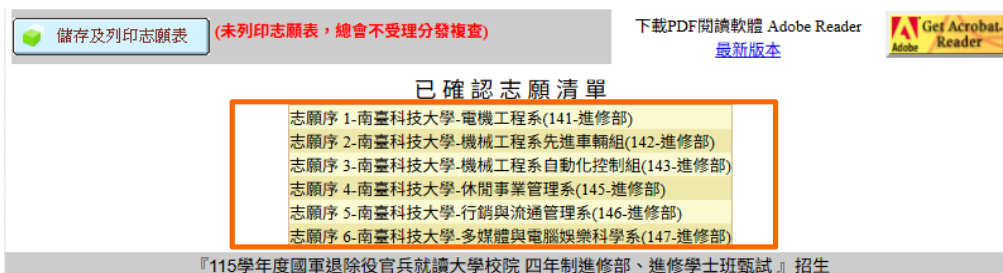 儲存及列印志願表 (未列印志願表，總會不受理分發複查)
下載PDF閱讀軟體 Adobe Reader
最新版本
Get Acrobat
Reader
Adobe
已確認志願清單
志願序 1-南臺科技大學-電機工程系(141-進修部)
志願序 2-南臺科技大學-機械工程系先進車輛組(142-進修部)
志願序 3-南臺科技大學-機械工程系自動化控制組(143-進修部)
志願序 4-南臺科技大學-休閒事業管理系(145-進修部)
志願序 5-南臺科技大學-行銷與流通管理系(146-進修部)
志願序 6-南臺科技大學-多媒體與電腦娛樂科學系(147-進修部)
『115學年度國軍退除役官兵就讀大學校院 四年制進修部、進修學士班甄試 』招生